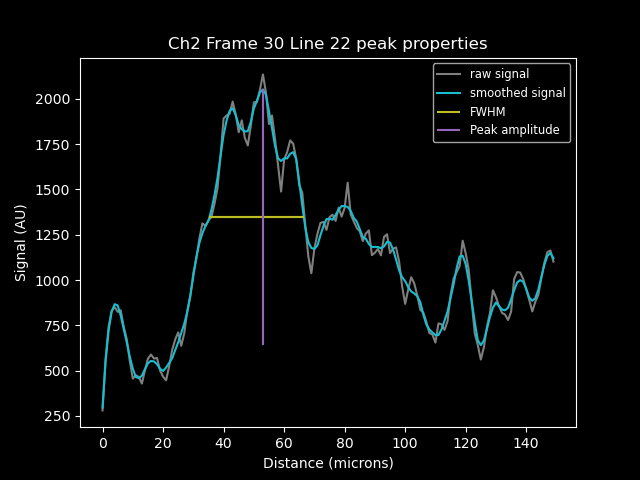 Ch2 Frame 30 Line 22 peak properties
raw signal
smoothed signal
FWHM
Peak amplitude
Signal (AU)
2000
1750
1500
1250
1000
750
500
250
0 20 40 60 80 100 120 140
Distance (microns)